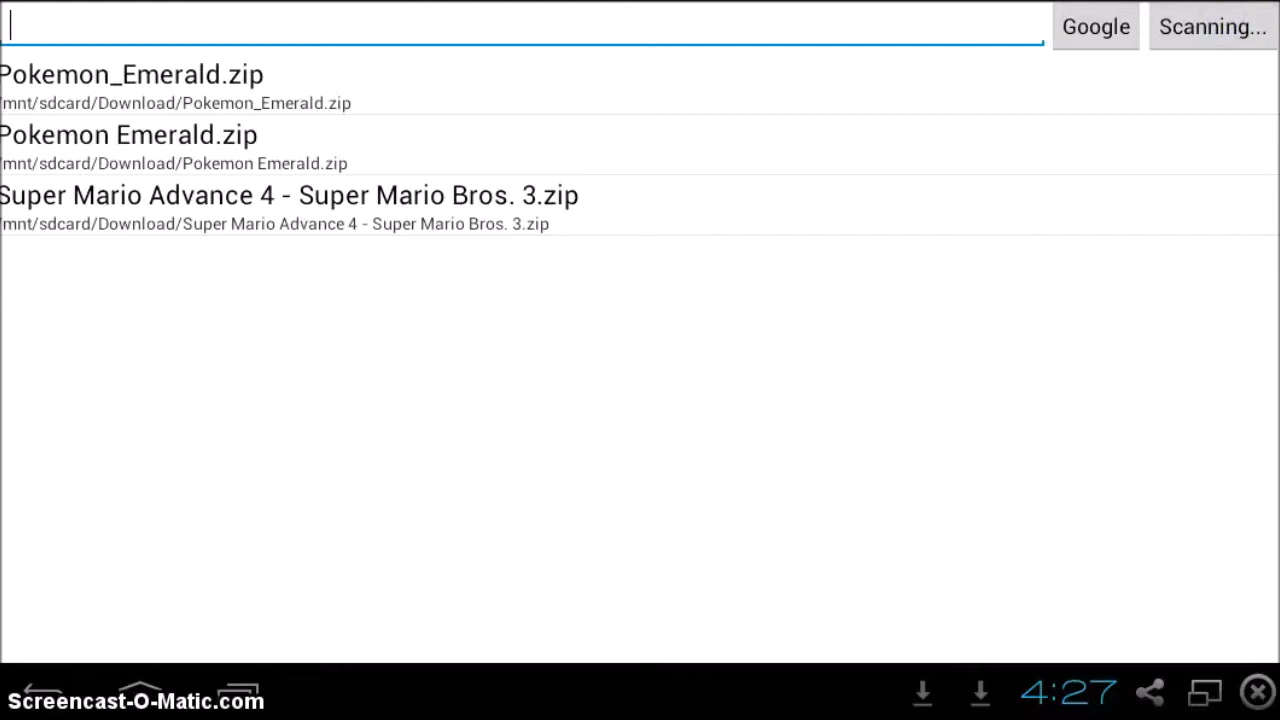 Google Scanning...
Pokemon_Emerald.zip
/mnt/sdcard/Download/Pokemon_Emerald.zip
Pokemon Emerald.zip
/mnt/sdcard/Download/Pokemon Emerald.zip
Super Mario Advance 4 - Super Mario Bros. 3.zip
/mnt/sdcard/Download/Super Mario Advance 4 - Super Mario Bros. 3.zip
Screencast-O-Matic.com 4:27